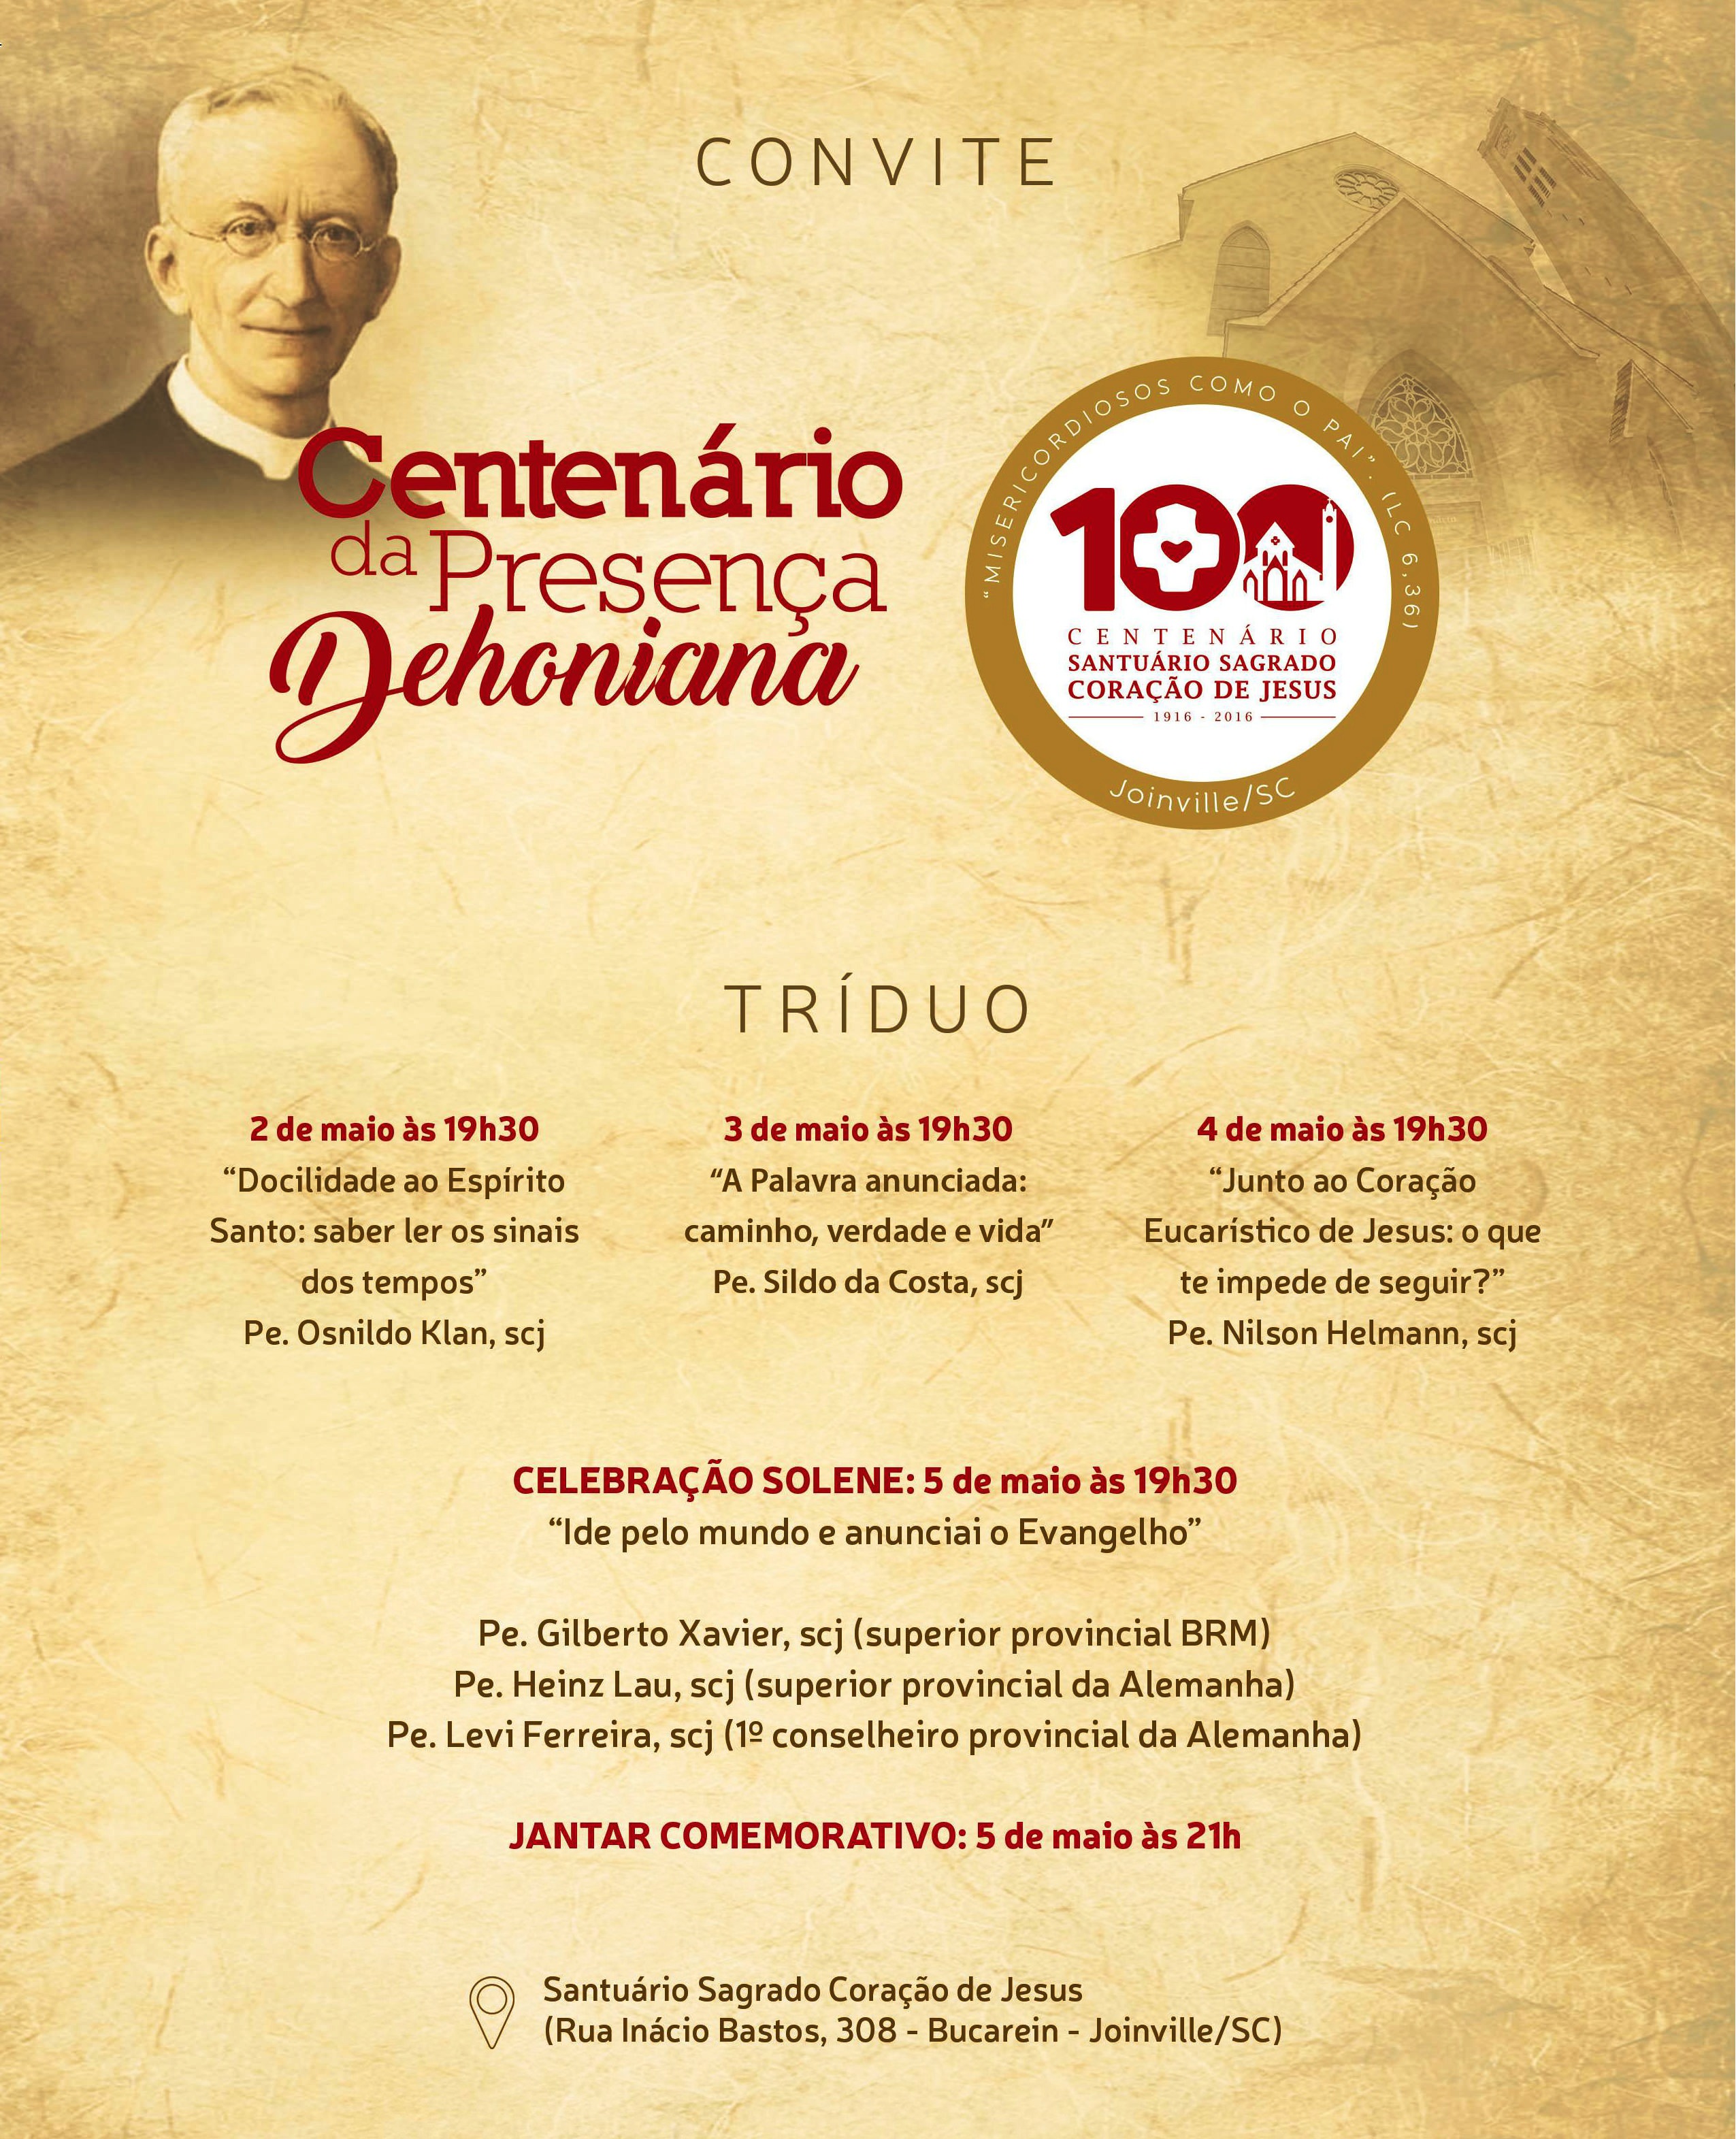 CONVITE
Centenário
da Presença
Dehoniana
“MISERICORDIOSOS COMO O PAI”. (LC 6,36)
100
CENTENÁRIO
SANTUÁRIO SAGRADO
CORAÇÃO DE JESUS
1916 - 2016
Joinville/SC
TRÍDUO
2 de maio às 19h30
“Docilidade ao Espírito
Santo: saber ler os sinais
dos tempos”
Pe. Osnildo Klan, scj
3 de maio às 19h30
“A Palavra anunciada:
caminho, verdade e vida”
Pe. Sildo da Costa, scj
4 de maio às 19h30
“Junto ao Coração
Eucarístico de Jesus: o que
te impede de seguir?”
Pe. Nilson Helmann, scj
CELEBRAÇÃO SOLENE: 5 de maio às 19h30
“Ide pelo mundo e anunciai o Evangelho”
Pe. Gilberto Xavier, scj (superior provincial BRM)
Pe. Heinz Lau, scj (superior provincial da Alemanha)
Pe. Levi Ferreira, scj (1º conselheiro provincial da Alemanha)
JANTAR COMEMORATIVO: 5 de maio às 21h
Santuário Sagrado Coração de Jesus
(Rua Inácio Bastos, 308 - Bucarein - Joinville/SC)